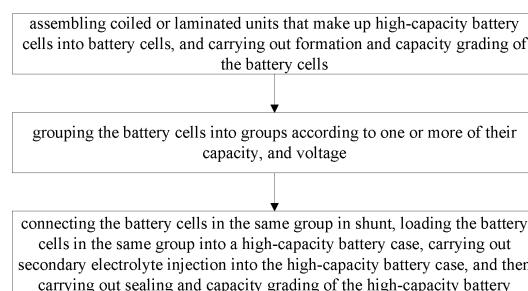 assembling coiled or laminated units that make up high-capacity battery
cells into battery cells, and carrying out formation and capacity grading of
the battery cells
grouping the battery cells into groups according to one or more of their
capacity, and voltage
connecting the battery cells in the same group in shunt, loading the battery
cells in the same group into a high-capacity battery case, carrying out
secondary electrolyte injection into the high-capacity battery case, and then
carrying out sealing and capacity grading of the high-capacity battery